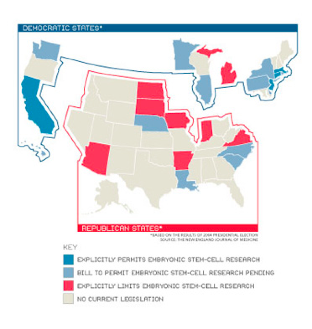 DEMOCRATIC STATES*
REPUBLICAN STATES*
*BASED ON THE RESULTS OF 2004 PRESIDENTIAL ELECTION
SOURCE: THE NEW ENGLAND JOURNAL OF MEDICINE
KEY
EXPLICITLY PERMITS EMBRYONIC STEM-CELL RESEARCH
BILL TO PERMIT EMBRYONIC STEM-CELL RESEARCH PENDING
EXPLICITLY LIMITS EMBRYONIC STEM-CELL RESEARCH
NO CURRENT LEGISLATION